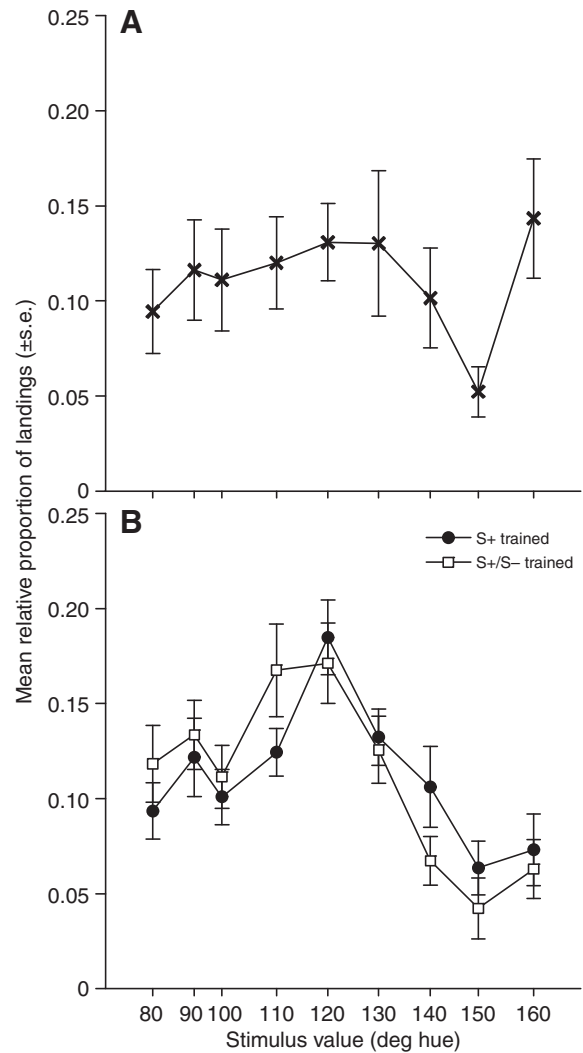 Mean relative proportion of landings (±s.e.)
A
0.25
0.20
0.15
0.10
0.05
0
B
S+ trained
S+/S– trained
0.25
0.20
0.15
0.10
0.05
0
80 90 100 110 120 130 140 150 160
Stimulus value (deg hue)